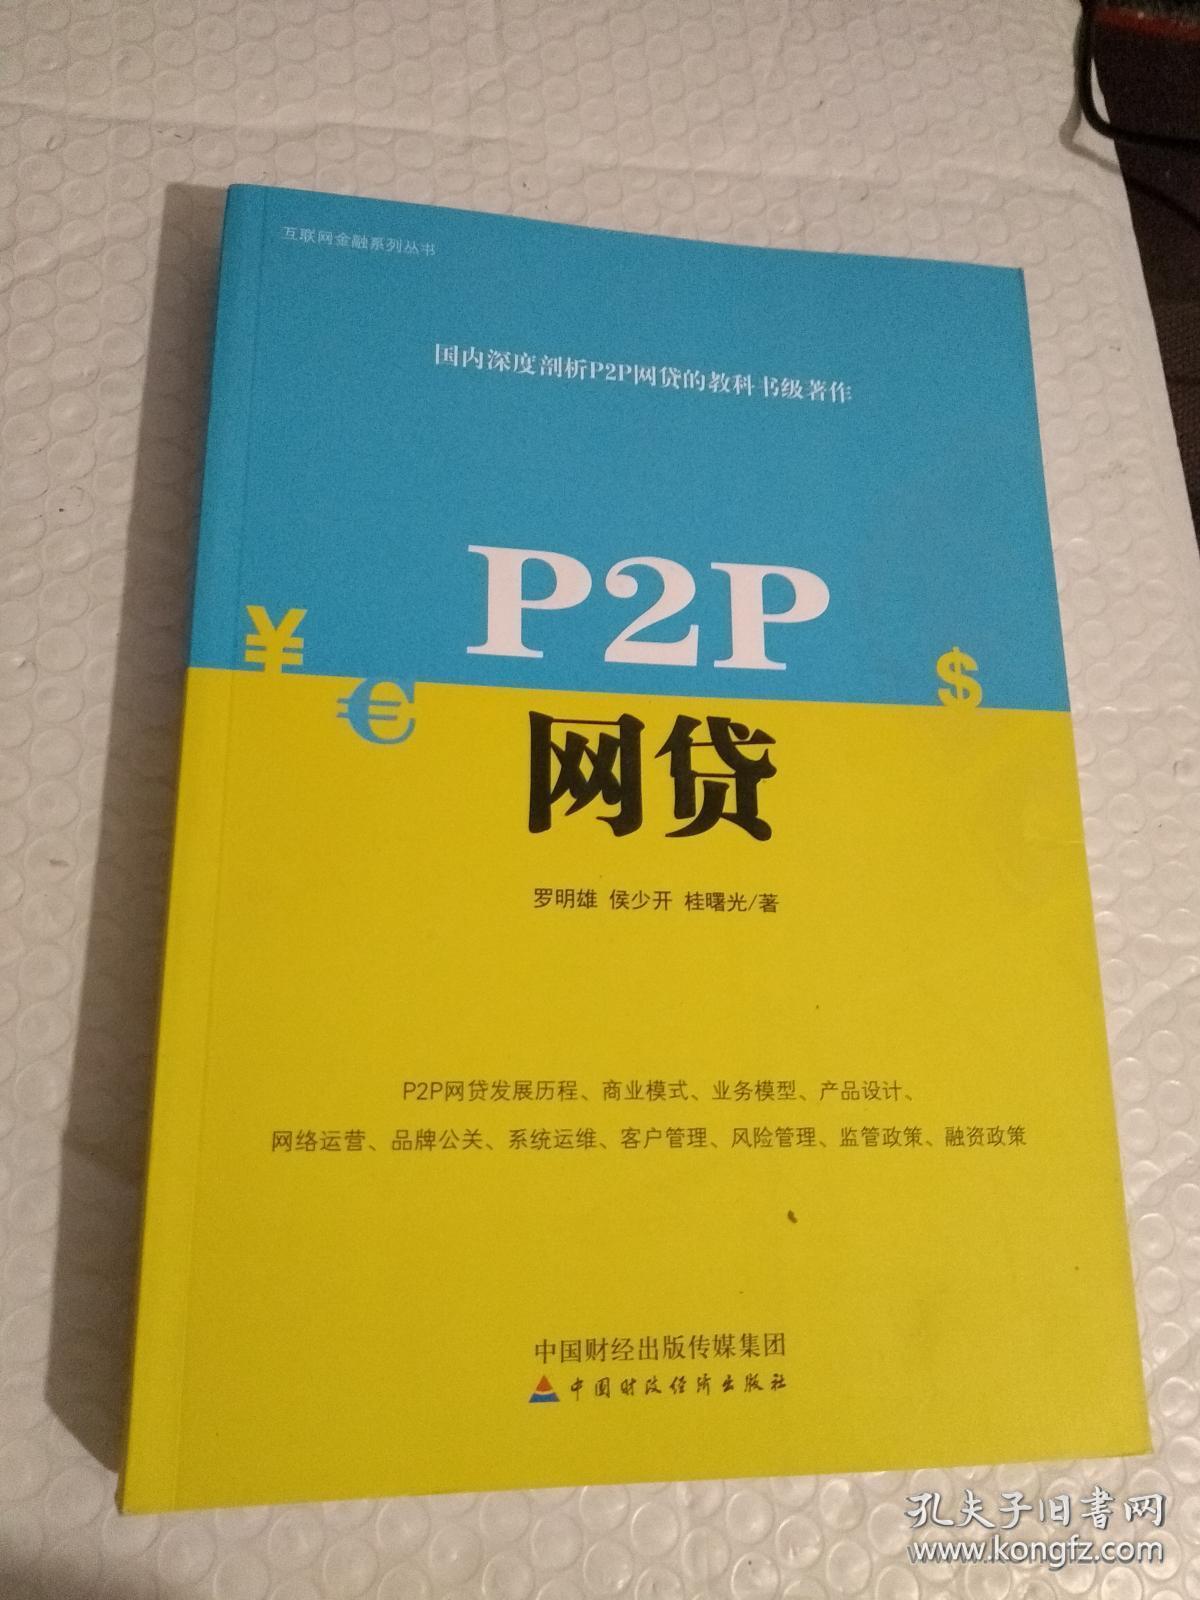 互联网金融系列丛书
国内深度剖析P2P网贷的教科书级著作
P2P
¥
€
$
网贷
罗明雄 侯少开 桂曙光/著
P2P网贷发展历程、商业模式、业务模型、产品设计、
网络运营、品牌公关、系统运维、客户管理、风险管理、监管政策、融资政策
中国财经出版传媒集团
中国财政经济出版社
孔夫子旧书网
www.kongfz.com